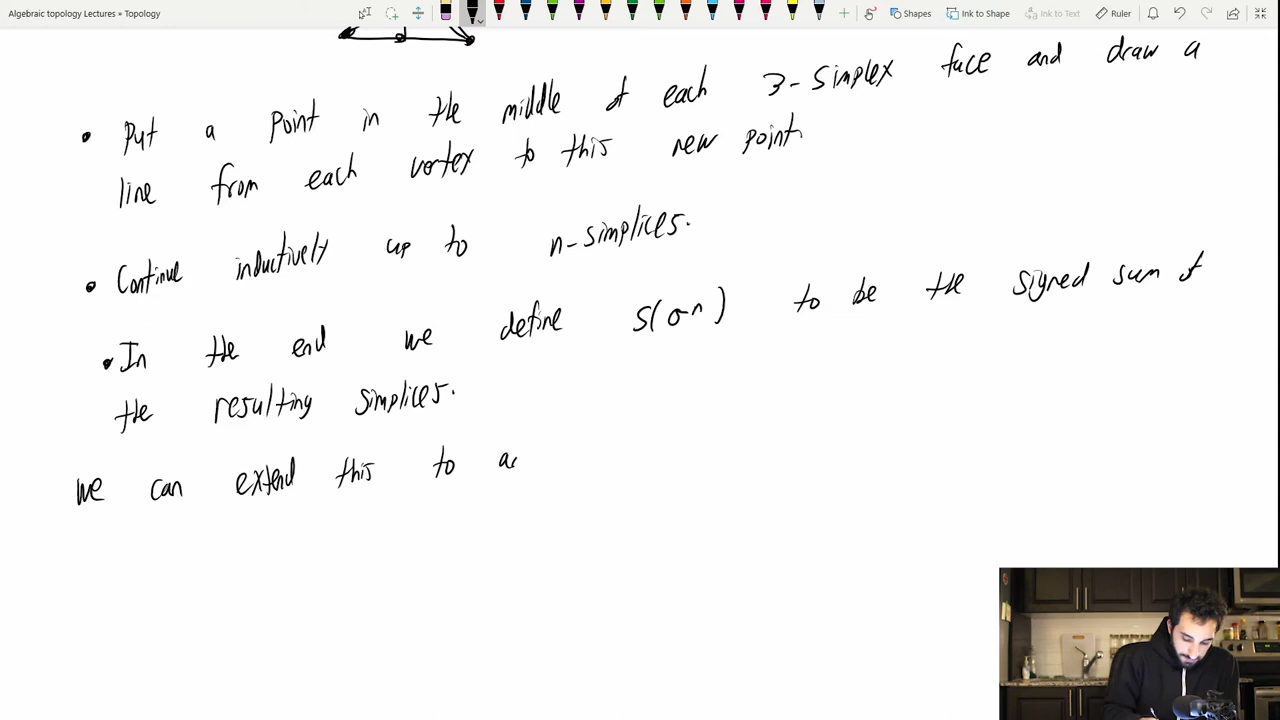 Algebraic topology Lectures » Topology
Shapes
Ink to Shape
Ink to Text
Ruler
• Put a point in the middle of each 3-simplex face and draw a
line from each vertex to this new point
• Continue inductively up to n-simplices.
• In the end we define S(σⁿ) to be the signed sum of
the resulting simplices.
we can extend this to a